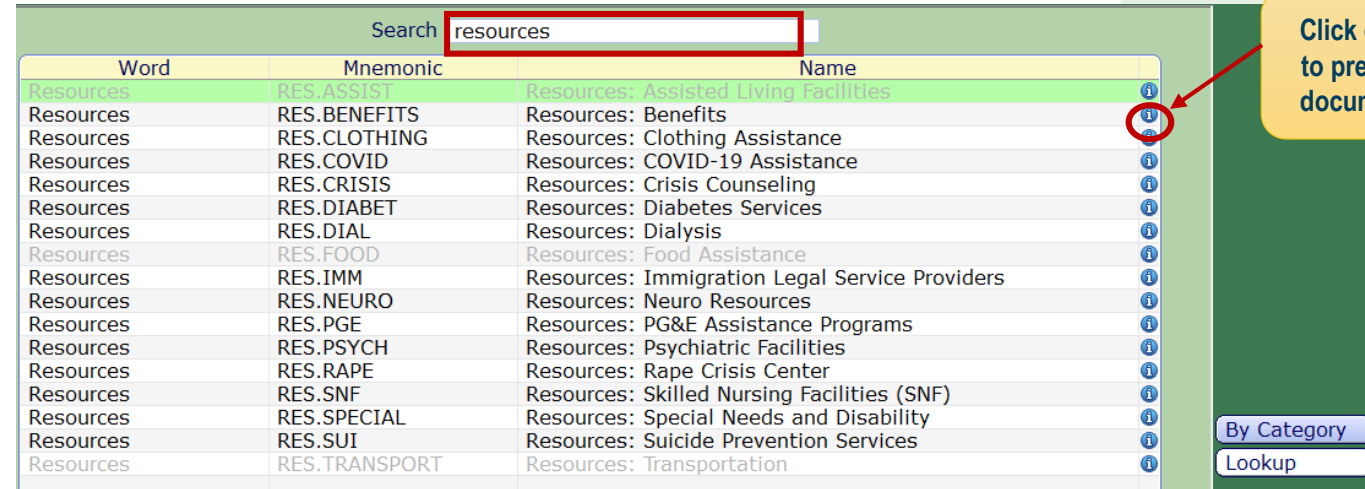 Search resources
Word Mnemonic Name
Resources RES.ASSIST Resources: Assisted Living Facilities
Resources RES.BENEFITS Resources: Benefits
Resources RES.CLOTHING Resources: Clothing Assistance
Resources RES.COVID Resources: COVID-19 Assistance
Resources RES.CRISIS Resources: Crisis Counseling
Resources RES.DIABET Resources: Diabetes Services
Resources RES.DIAL Resources: Dialysis
Resources RES.FOOD Resources: Food Assistance
Resources RES.IMM Resources: Immigration Legal Service Providers
Resources RES.NEURO Resources: Neuro Resources
Resources RES.PGE Resources: PG&E Assistance Programs
Resources RES.PSYCH Resources: Psychiatric Facilities
Resources RES.RAPE Resources: Rape Crisis Center
Resources RES.SNF Resources: Skilled Nursing Facilities (SNF)
Resources RES.SPECIAL Resources: Special Needs and Disability
Resources RES.SUI Resources: Suicide Prevention Services
Resources RES.TRANSPORT Resources: Transportation
Click
to
By Category
Lookup